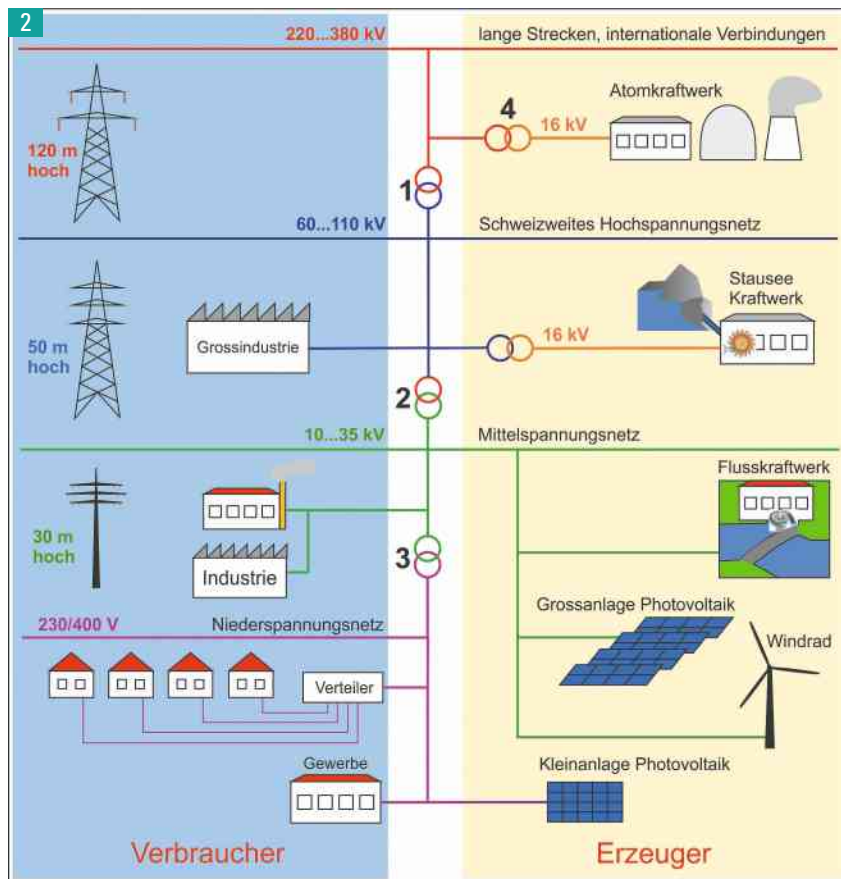 2
220...380 kV
lange Strecken, internationale Verbindungen
Atomkraftwerk
4
16 kV
120 m
hoch
1
60...110 kV
Schweizweites Hochspannungsnetz
Stausee
Kraftwerk
Grossindustrie
16 kV
50 m
hoch
2
10...35 kV
Mittelspannungsnetz
Flusskraftwerk
30 m
hoch
3
Industrie
Grossanlage Photovoltaik
230/400 V
Niederspannungsnetz
Windrad
Verteiler
Gewerbe
Kleinanlage Photovoltaik
Verbraucher
Erzeuger